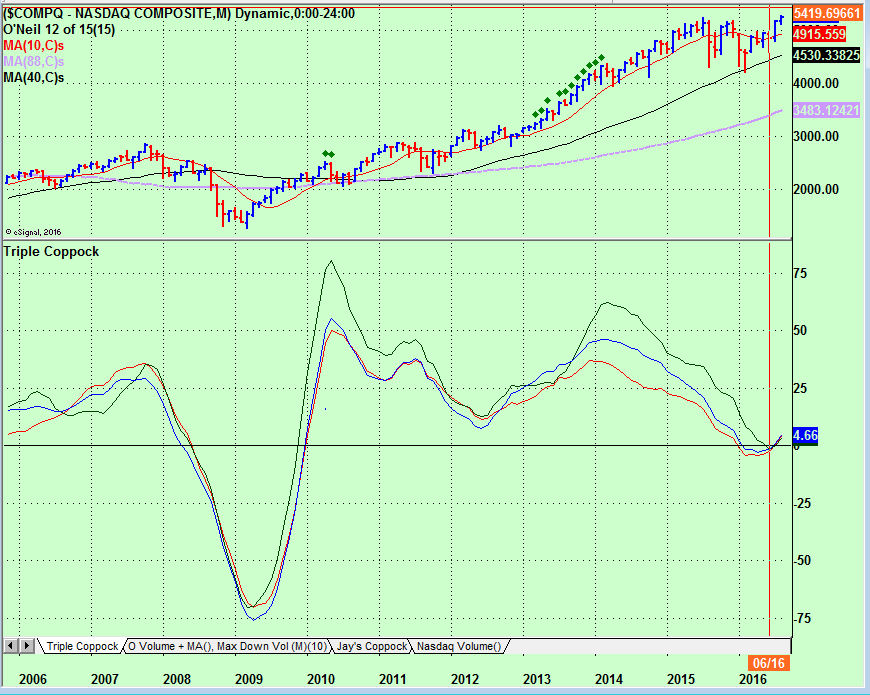 ($COMPQ - NASDAQ COMPOSITE,M) Dynamic,0:00-24:00
O'Neil 12 of 15(15)
MA(10,C)s
MA(88,C)s
MA(40,C)s
5419.69661
4915.559
4530.33825
4000.00
3483.12421
3000.00
2000.00
© eSignal, 2016
Triple Coppock
75
50
25
4.66
0
-25
-50
-75
Triple Coppock O Volume + MA(), Max Down Vol (M)(10) Jay's Coppock Nasdaq Volume()
06/16
2006 2007 2008 2009 2010 2011 2012 2013 2014 2015 2016